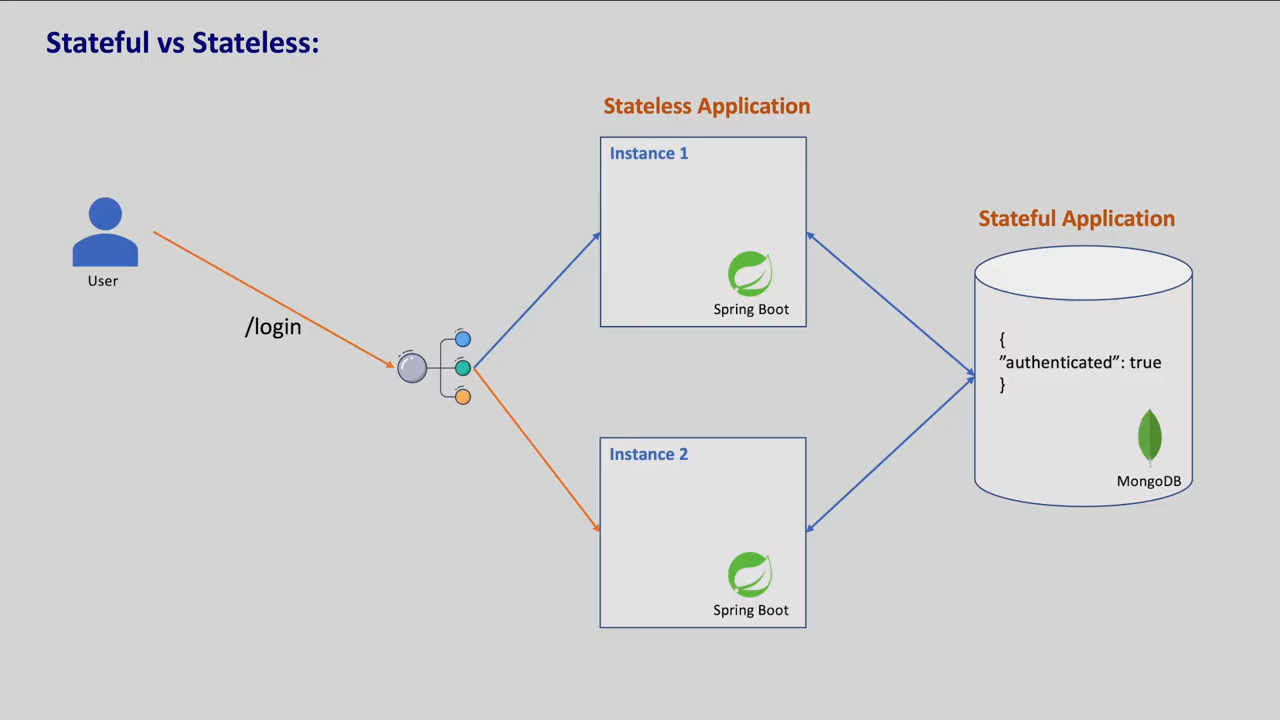 Stateful vs Stateless:
Stateless Application
Instance 1
Spring Boot
User
/login
Stateful Application
{
”authenticated”: true
}
MongoDB
Instance 2
Spring Boot